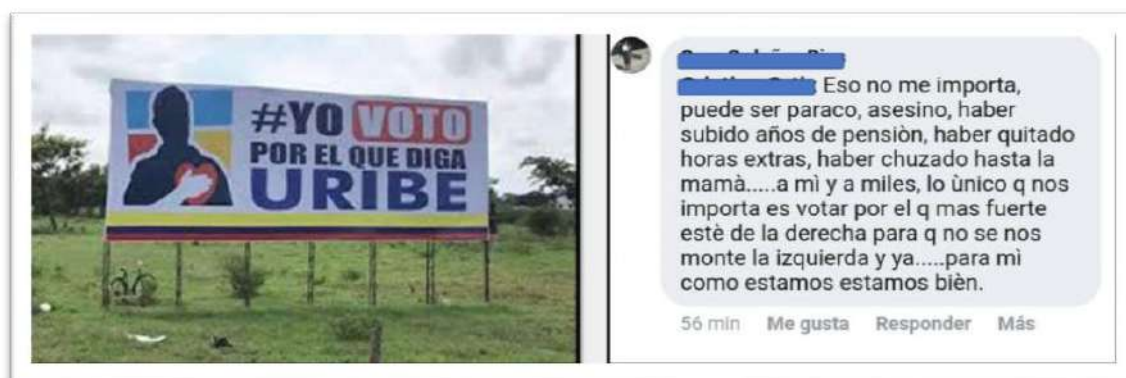 #YO VOTO
POR EL QUE DIGA
URIBE
Eso no me importa,
puede ser paraco, asesino, haber
subido años de pensiòn, haber quitado
horas extras, haber chuzado hasta la
mamà.....a mì y a miles, lo ùnico q nos
importa es votar por el q mas fuerte
estè de la derecha para q no se nos
monte la izquierda y ya.....para mì
como estamos estamos bièn.
56 min Me gusta Responder Más